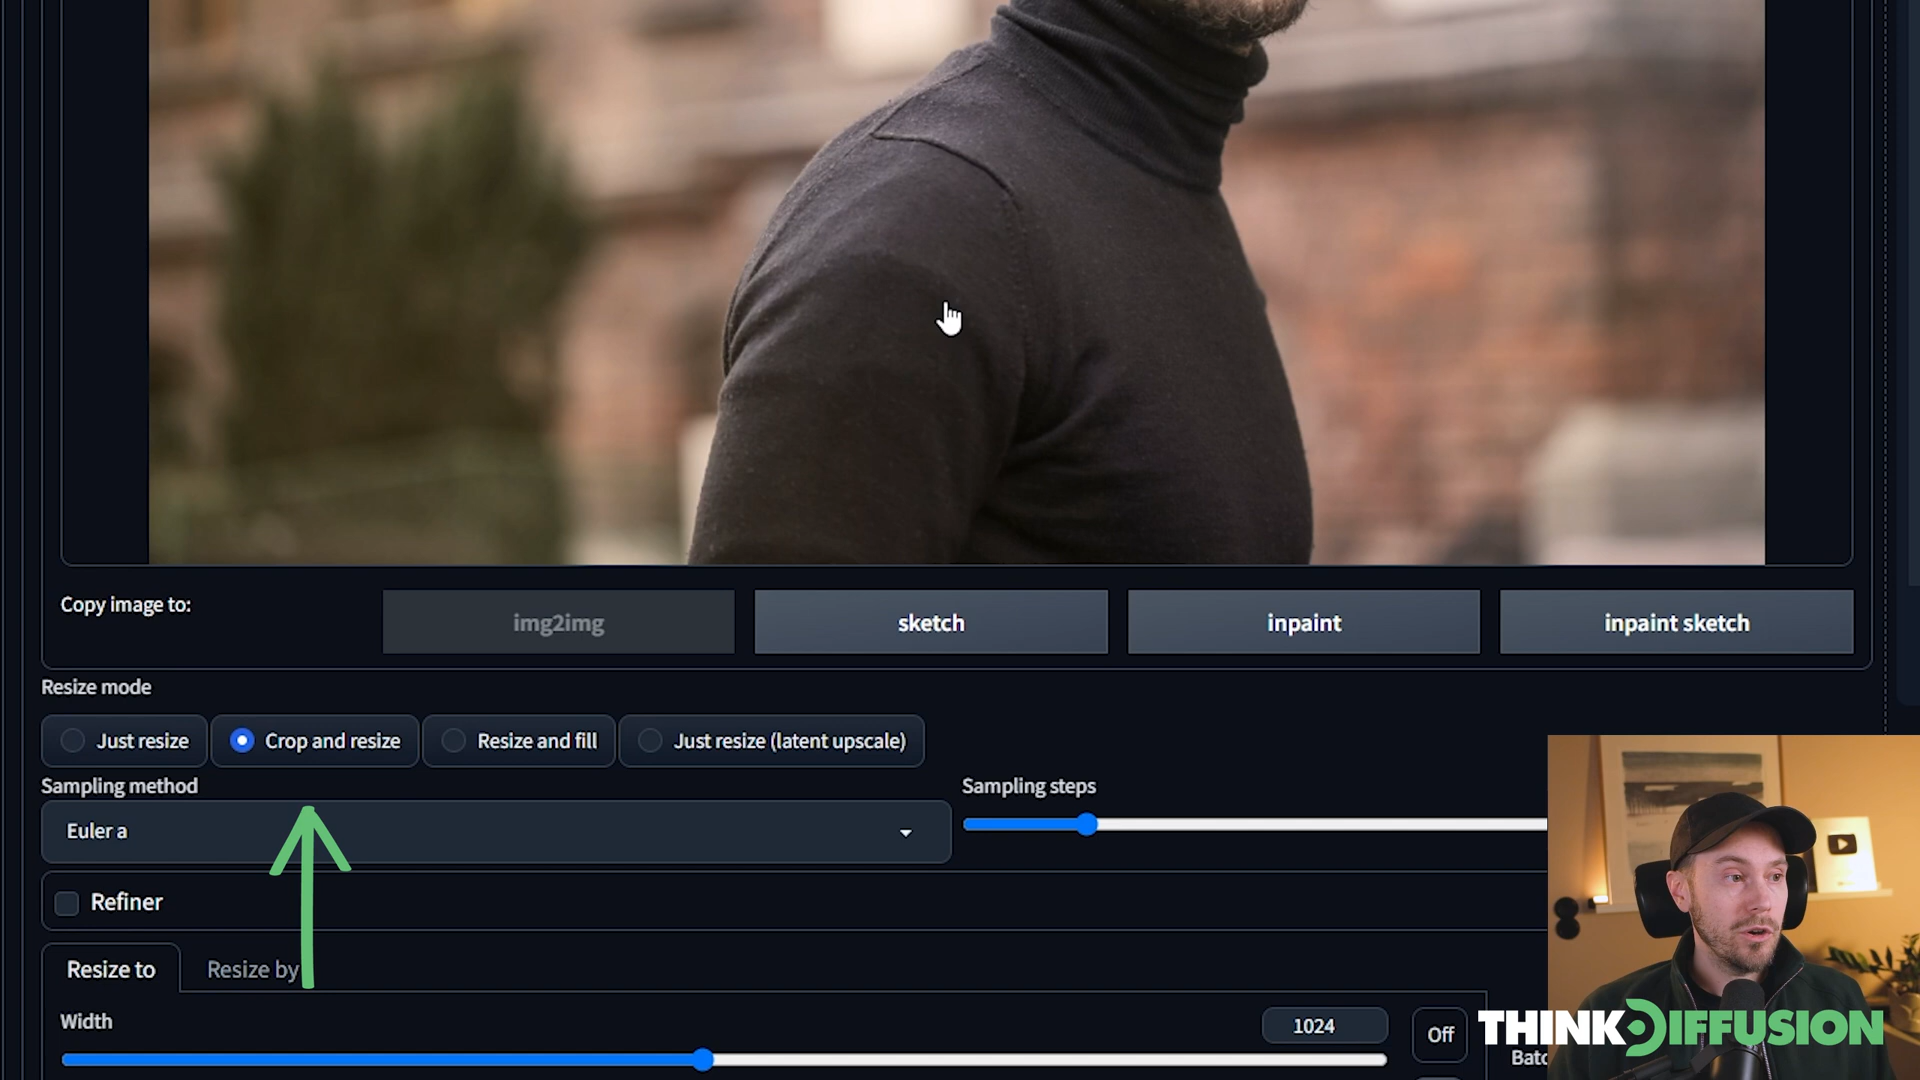 Copy image to:
img2img
sketch
inpaint
inpaint sketch
Resize mode
Just resize
Crop and resize
Resize and fill
Just resize (latent upscale)
Sampling method
Sampling steps
Euler a
Refiner
Resize to
Resize by
Width
1024
Off
THINKDIFFUSION